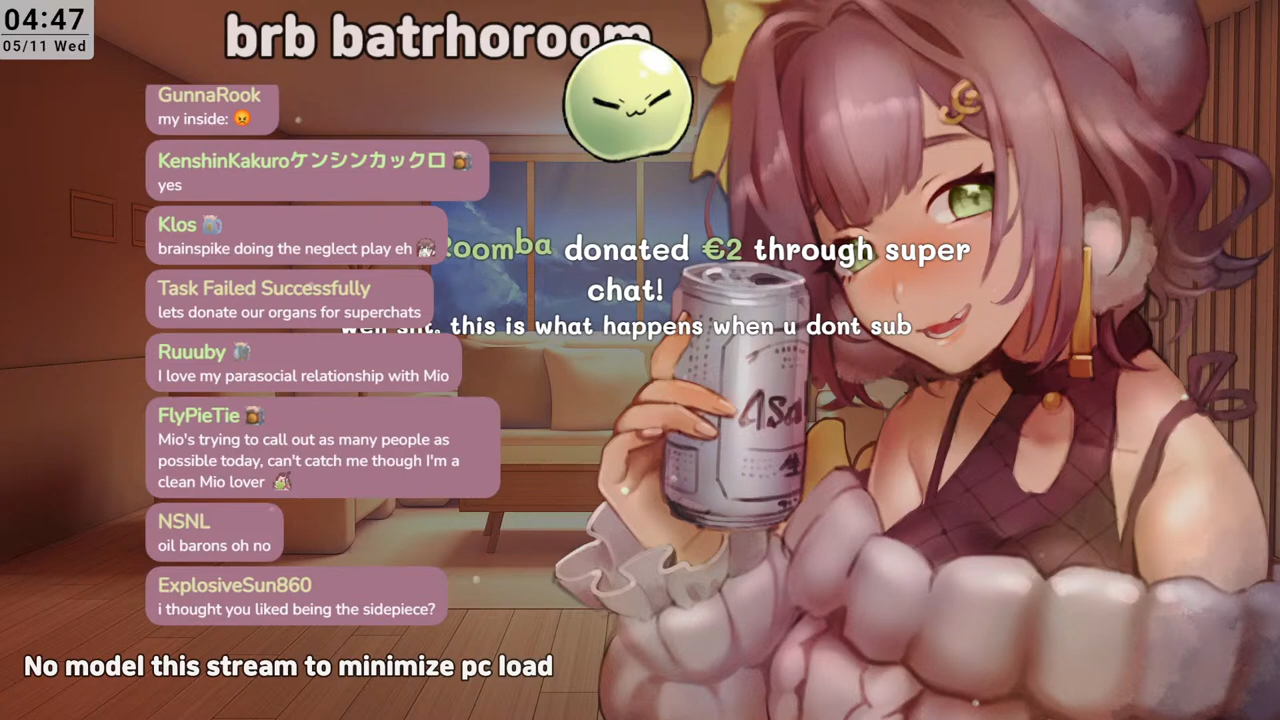 04:47
05/11 Wed
brb batrhoroom
GunnaRook
my inside:
KenshinKakuroケンシンカックロ
yes
Klos
brainspike doing the neglect play eh
Roomba donated €2 through super
chat!
Task Failed Successfully
lets donate our organs for superchats
this is what happens when u dont sub
Ruuuby
I love my parasocial relationship with Mio
FlyPieTie
Mio's trying to call out as many people as
possible today, can't catch me though I'm a
clean Mio lover
NSNL
oil barons oh no
ExplosiveSun860
i thought you liked being the sidepiece?
No model this stream to minimize pc load